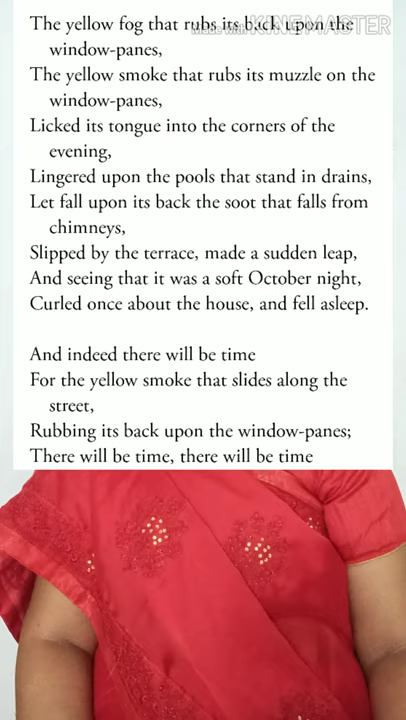 The yellow fog that rubs its back upon the
window-panes,
The yellow smoke that rubs its muzzle on the
window-panes,
Licked its tongue into the corners of the
evening,
Lingered upon the pools that stand in drains,
Let fall upon its back the soot that falls from
chimneys,
Slipped by the terrace, made a sudden leap,
And seeing that it was a soft October night,
Curled once about the house, and fell asleep.
And indeed there will be time
For the yellow smoke that slides along the
street,
Rubbing its back upon the window-panes;
There will be time, there will be time
Made with KINEMASTER